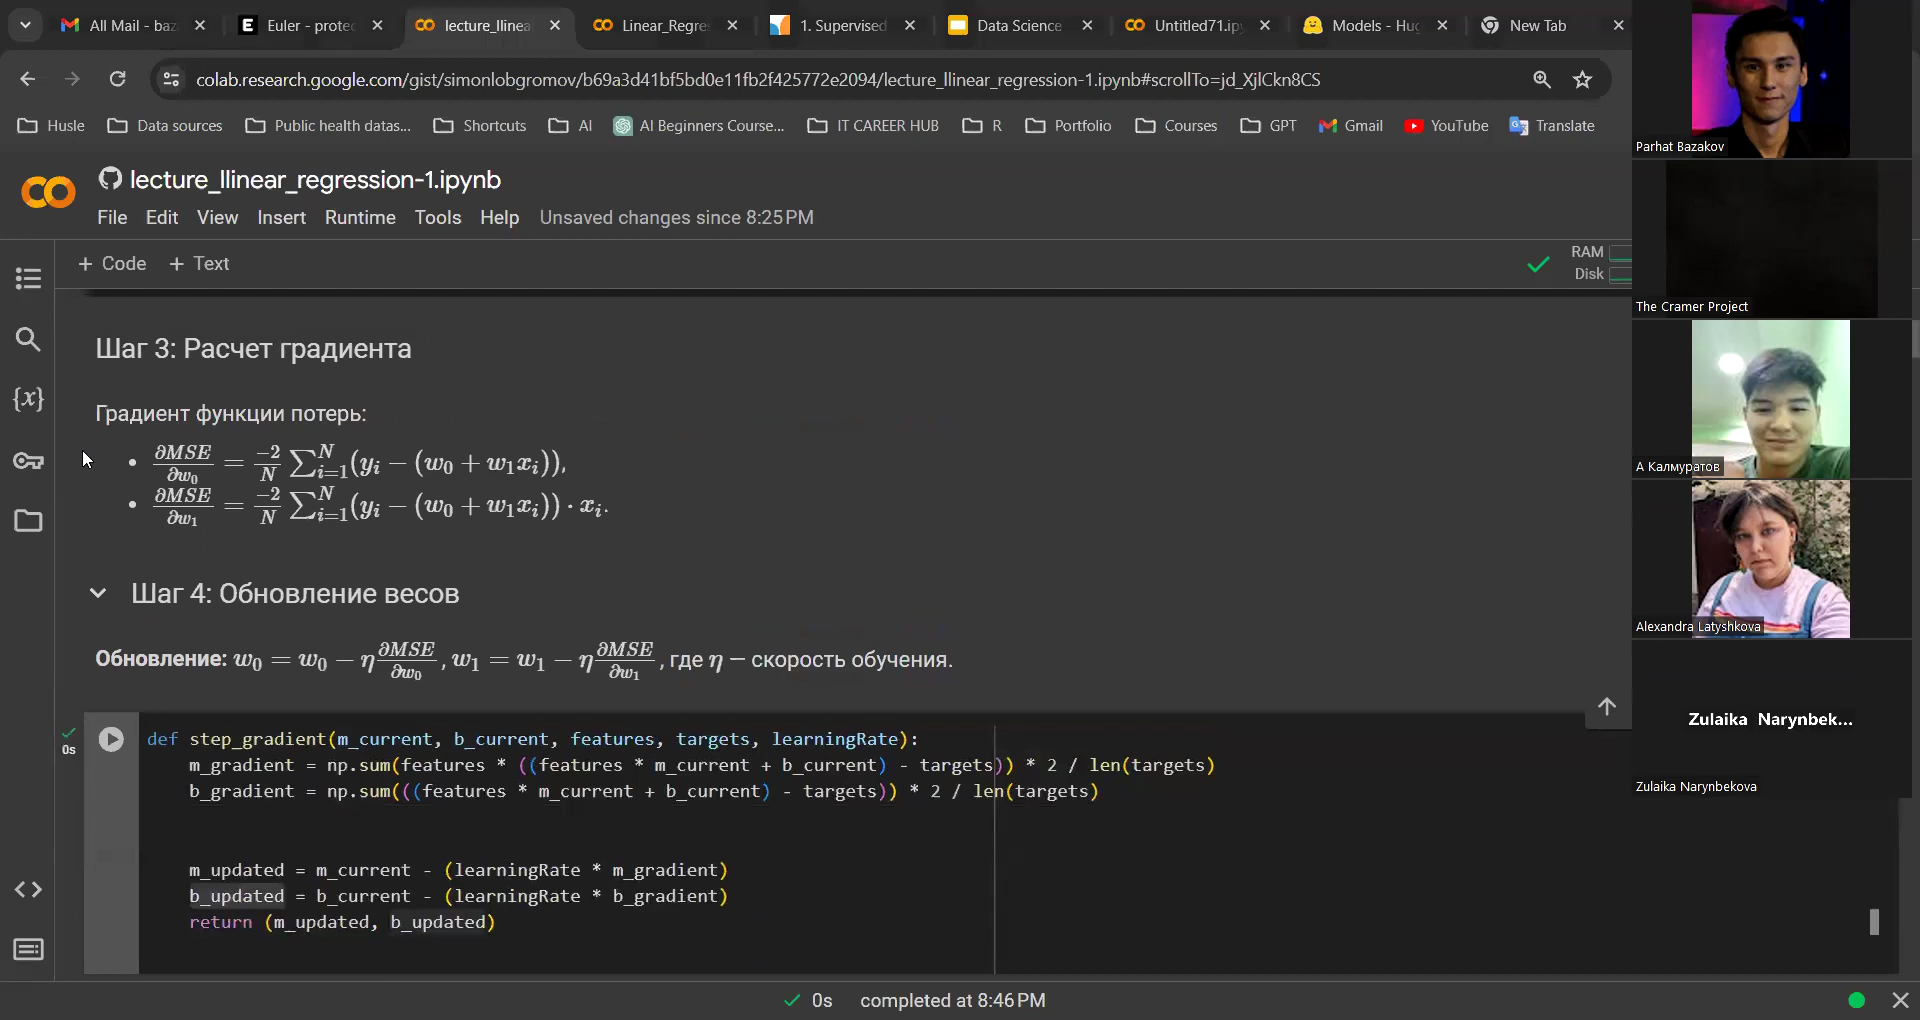 All Mail - baz
Euler - prote
lecture_llinea
Linear_Regre
1. Supervised
Data Science
Untitled71.ip
Models - Hug
New Tab
colab.research.google.com/gist/simonlobgromov/b69a3d41bf5bd0e11fb2f425772e2094/lecture_llinear_regression-1.ipynb#scrollTo=jd_XjlCkn8CS
Husle
Data sources
Public health datas...
Shortcuts
AI
AI Beginners Course...
IT CAREER HUB
R
Portfolio
Courses
GPT
Gmail
YouTube
Translate
lecture_llinear_regression-1.ipynb
File Edit View Insert Runtime Tools Help Unsaved changes since 8:25 PM
+ Code + Text
RAM
Disk
Шаг 3: Расчет градиента
Градиент функции потерь:
• ∂MSE/∂w₀ = −2/N ∑ᵢ₌₁ᴺ(yᵢ − (w₀ + w₁xᵢ)),
• ∂MSE/∂w₁ = −2/N ∑ᵢ₌₁ᴺ(yᵢ − (w₀ + w₁xᵢ)) · xᵢ.
Шаг 4: Обновление весов
Обновление: w₀ = w₀ − η ∂MSE/∂w₀, w₁ = w₁ − η ∂MSE/∂w₁, где η — скорость обучения.
0s
def step_gradient(m_current, b_current, features, targets, learningRate):
m_gradient = np.sum(features * ((features * m_current + b_current) - targets)) * 2 / len(targets)
b_gradient = np.sum(((features * m_current + b_current) - targets)) * 2 / len(targets)
m_updated = m_current - (learningRate * m_gradient)
b_updated = b_current - (learningRate * b_gradient)
return (m_updated, b_updated)
0s completed at 8:46 PM
Parhat Bazakov
The Cramer Project
А Калмуратов
Alexandra Latyshkova
Zulaika Narynbek...
Zulaika Narynbekova